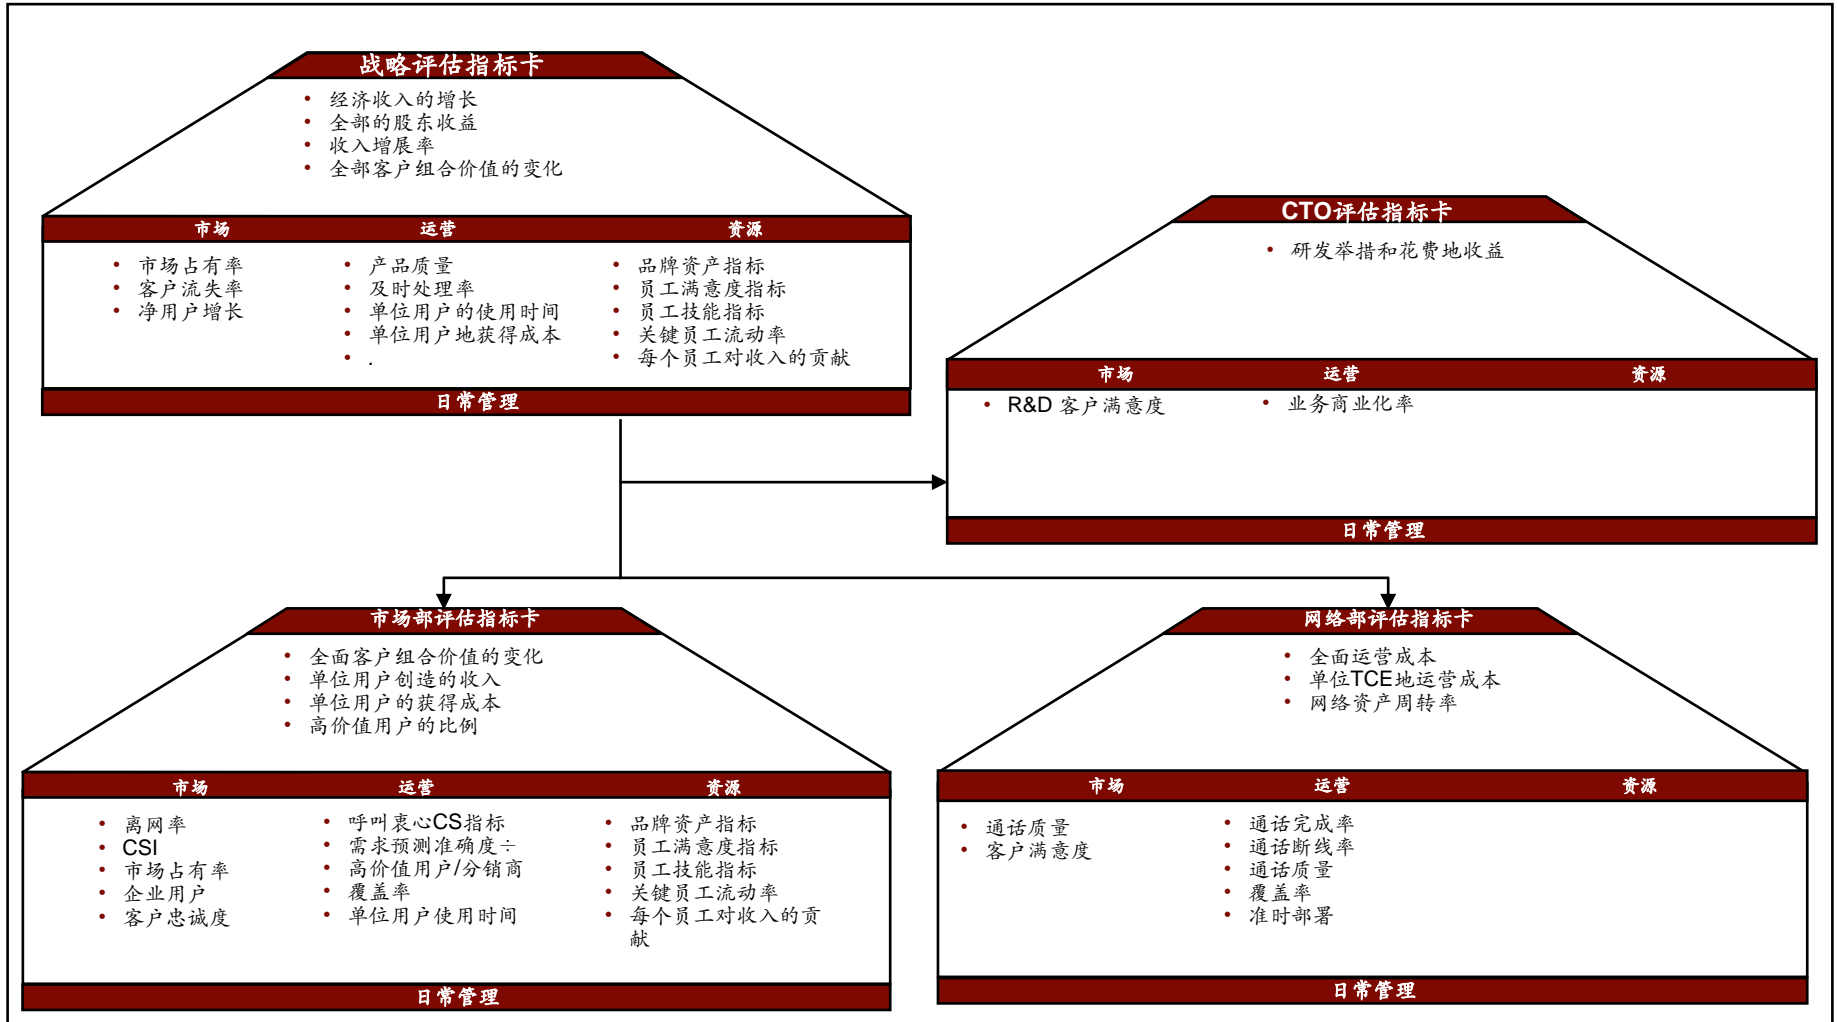 战略评估指标卡
• 经济收入的增长
• 全部的股东收益
• 收入增展率
• 全部客户组合价值的变化
市场 运营 资源
• 市场占有率
• 客户流失率
• 净用户增长
• 产品质量
• 及时处理率
• 单位用户的使用时间
• 单位用户地获得成本
• .
• 品牌资产指标
• 员工满意度指标
• 员工技能指标
• 关键员工流动率
• 每个员工对收入的贡献
日常管理
CTO评估指标卡
• 研发举措和花费地收益
市场 运营 资源
• R&D 客户满意度
• 业务商业化率
日常管理
市场部评估指标卡
• 全面客户组合价值的变化
• 单位用户创造的收入
• 单位用户的获得成本
• 高价值用户的比例
市场 运营 资源
• 离网率
• CSI
• 市场占有率
• 企业用户
• 客户忠诚度
• 呼叫衷心CS指标
• 需求预测准确度÷
• 高价值用户/分销商
• 覆盖率
• 单位用户使用时间
• 品牌资产指标
• 员工满意度指标
• 员工技能指标
• 关键员工流动率
• 每个员工对收入的贡
献
日常管理
网络部评估指标卡
• 全面运营成本
• 单位TCE地运营成本
• 网络资产周转率
市场 运营 资源
• 通话质量
• 客户满意度
• 通话完成率
• 通话断线率
• 通话质量
• 覆盖率
• 准时部署
日常管理